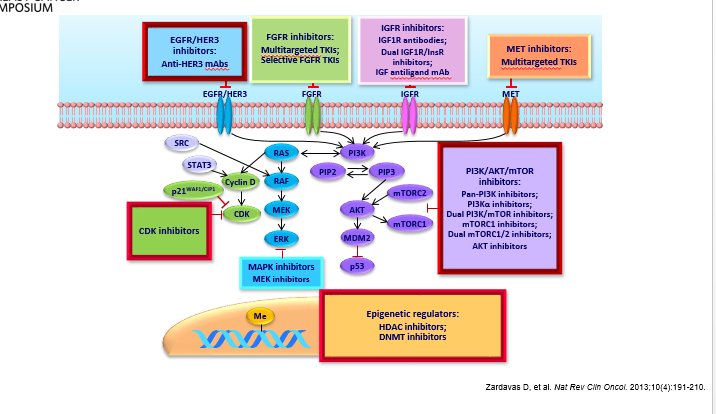 MPOSIUM
EGFR/HER3
inhibitors:
Anti-HER3 mAbs
FGFR inhibitors:
Multitargeted TKIs;
Selective FGFR TKIs
IGFR inhibitors:
IGF1R antibodies;
Dual IGF1R/InsR
inhibitors;
IGF antiligand mAb
MET inhibitors:
Multitargeted TKIs
EGFR/HER3
FGFR
IGFR
MET
SRC
RAS
PI3K
STAT3
PIP2
PIP3
p21WAF1/CIP1
Cyclin D
RAF
mTORC2
CDK
MEK
AKT
mTORC1
ERK
MDM2
p53
CDK inhibitors
PI3K/AKT/mTOR
inhibitors:
Pan-PI3K inhibitors;
PI3Kα inhibitors;
Dual PI3K/mTOR inhibitors;
mTORC1 inhibitors;
Dual mTORC1/2 inhibitors;
AKT inhibitors
MAPK inhibitors
MEK inhibitors
Me
Epigenetic regulators:
HDAC inhibitors;
DNMT inhibitors
Zardavas D, et al. Nat Rev Clin Oncol. 2013;10(4):191-210.